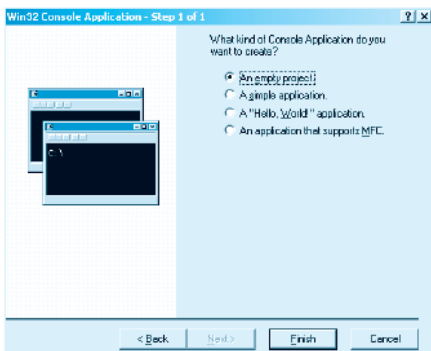 Win32 Console Application - Step 1 of 1
What kind of Console Application do you
want to create?
An empty project.
A simple application.
A "Hello, World!" application.
An application that supports MFC.
C:\
< Back
Next >
Finish
Cancel